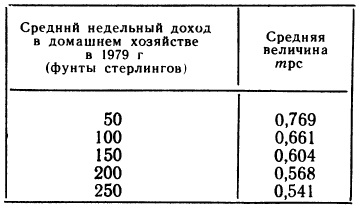 Средний недельный доход
в домашнем хозяйстве
в 1979 г
(фунты стерлингов)
Средняя
величина
mpc
50 0,769
100 0,661
150 0,604
200 0,568
250 0,541